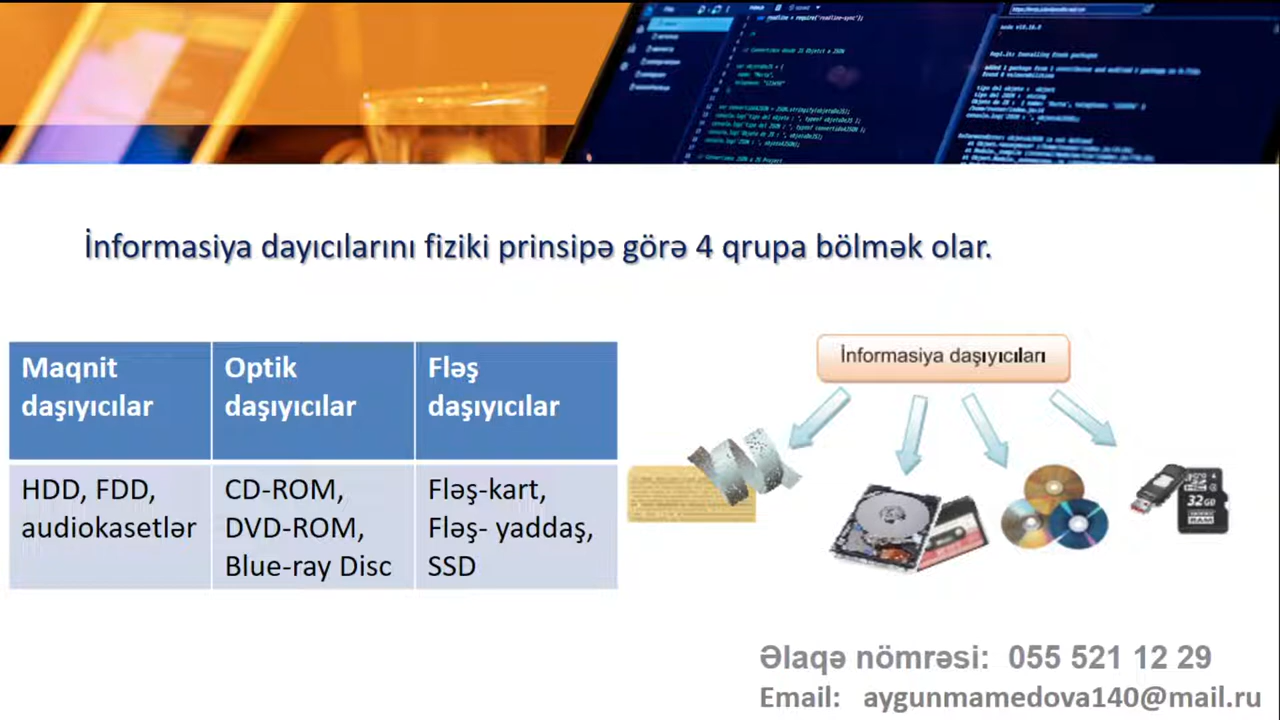 İnformasiya dayıcılarını fiziki prinsipə görə 4 qrupa bölmək olar.
Maqnit
daşıyıcılar
Optik
daşıyıcılar
Fləş
daşıyıcılar
HDD, FDD,
audiokasetlər
CD-ROM,
DVD-ROM,
Blue-ray Disc
Fləş-kart,
Fləş- yaddaş,
SSD
İnformasiya daşıyıcıları
32GB
Əlaqə nömrəsi: 055 521 12 29
Email: aygunmamedova140@mail.ru